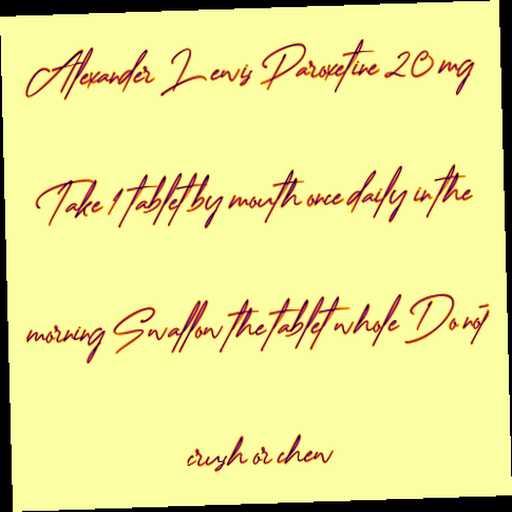 Alexander Lewis Paroxetine 20 mg
Take 1 tablet by mouth once daily in the
morning Swallow the tablet whole Do not
crush or chew